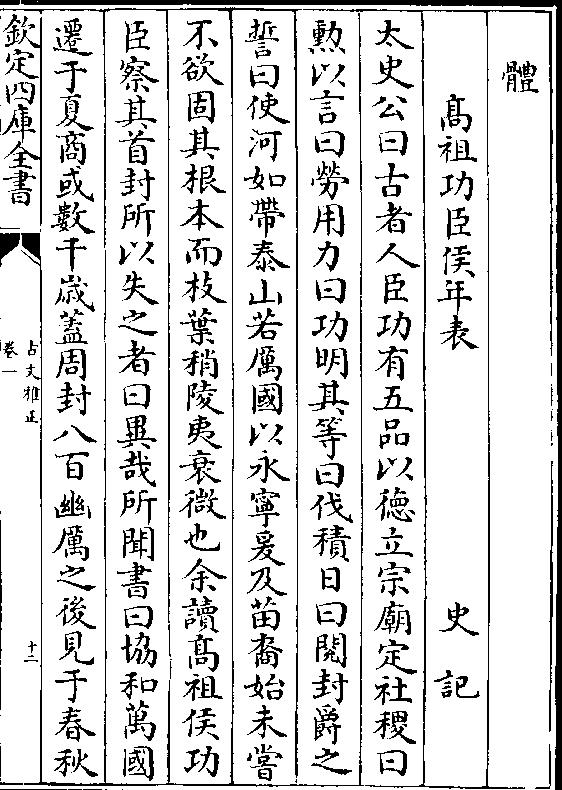 體
髙祖功臣侯年表 史記
太史公曰古者人臣功有五品以德立宗廟定社稷曰
勲以言曰勞用力曰功明其等曰伐積日曰閱封爵之
誓曰使河如帶泰山若厲國以永寧爰及苗裔始未嘗
不欲固其根本而枝葉稍陵夷衰微也余讀髙祖侯功
臣察其首封所以失之者曰異哉所聞書曰協和萬國
遷于夏商或數千歳蓋周封八百幽厲之後見于春秋
欽定四庫全書
古文雅正
卷一
十二